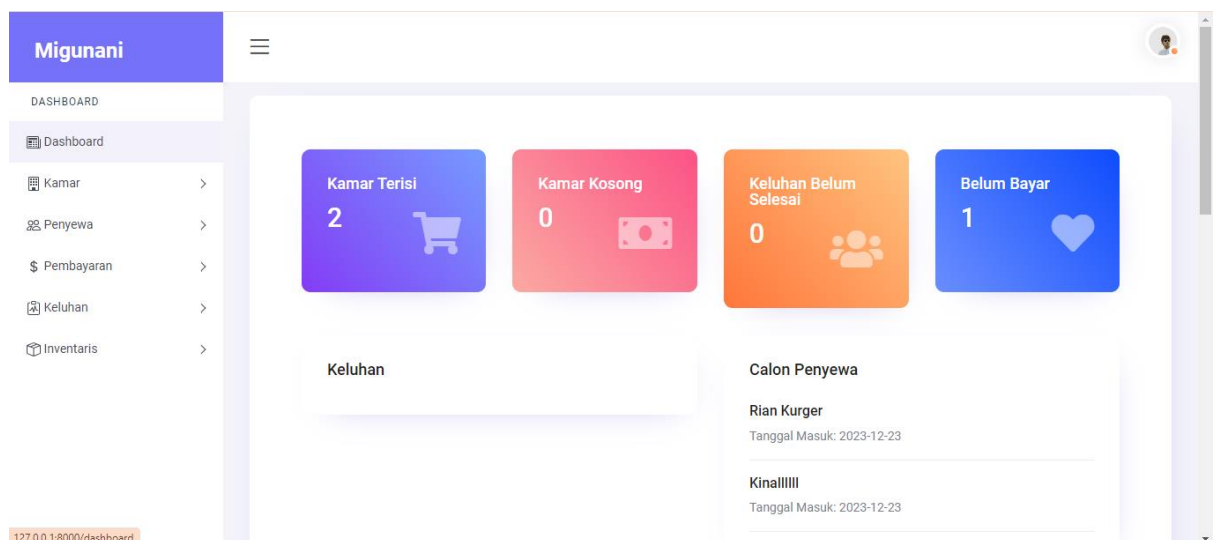 Migunani
DASHBOARD
Dashboard
Kamar
Penyewa
Pembayaran
Keluhan
Inventaris
Kamar Terisi
2
Kamar Kosong
0
Keluhan Belum
Selesai
0
Belum Bayar
1
Keluhan
Calon Penyewa
Rian Kurger
Tanggal Masuk: 2023-12-23
Kinallllll
Tanggal Masuk: 2023-12-23
127.0.0.1:8000/dashboard